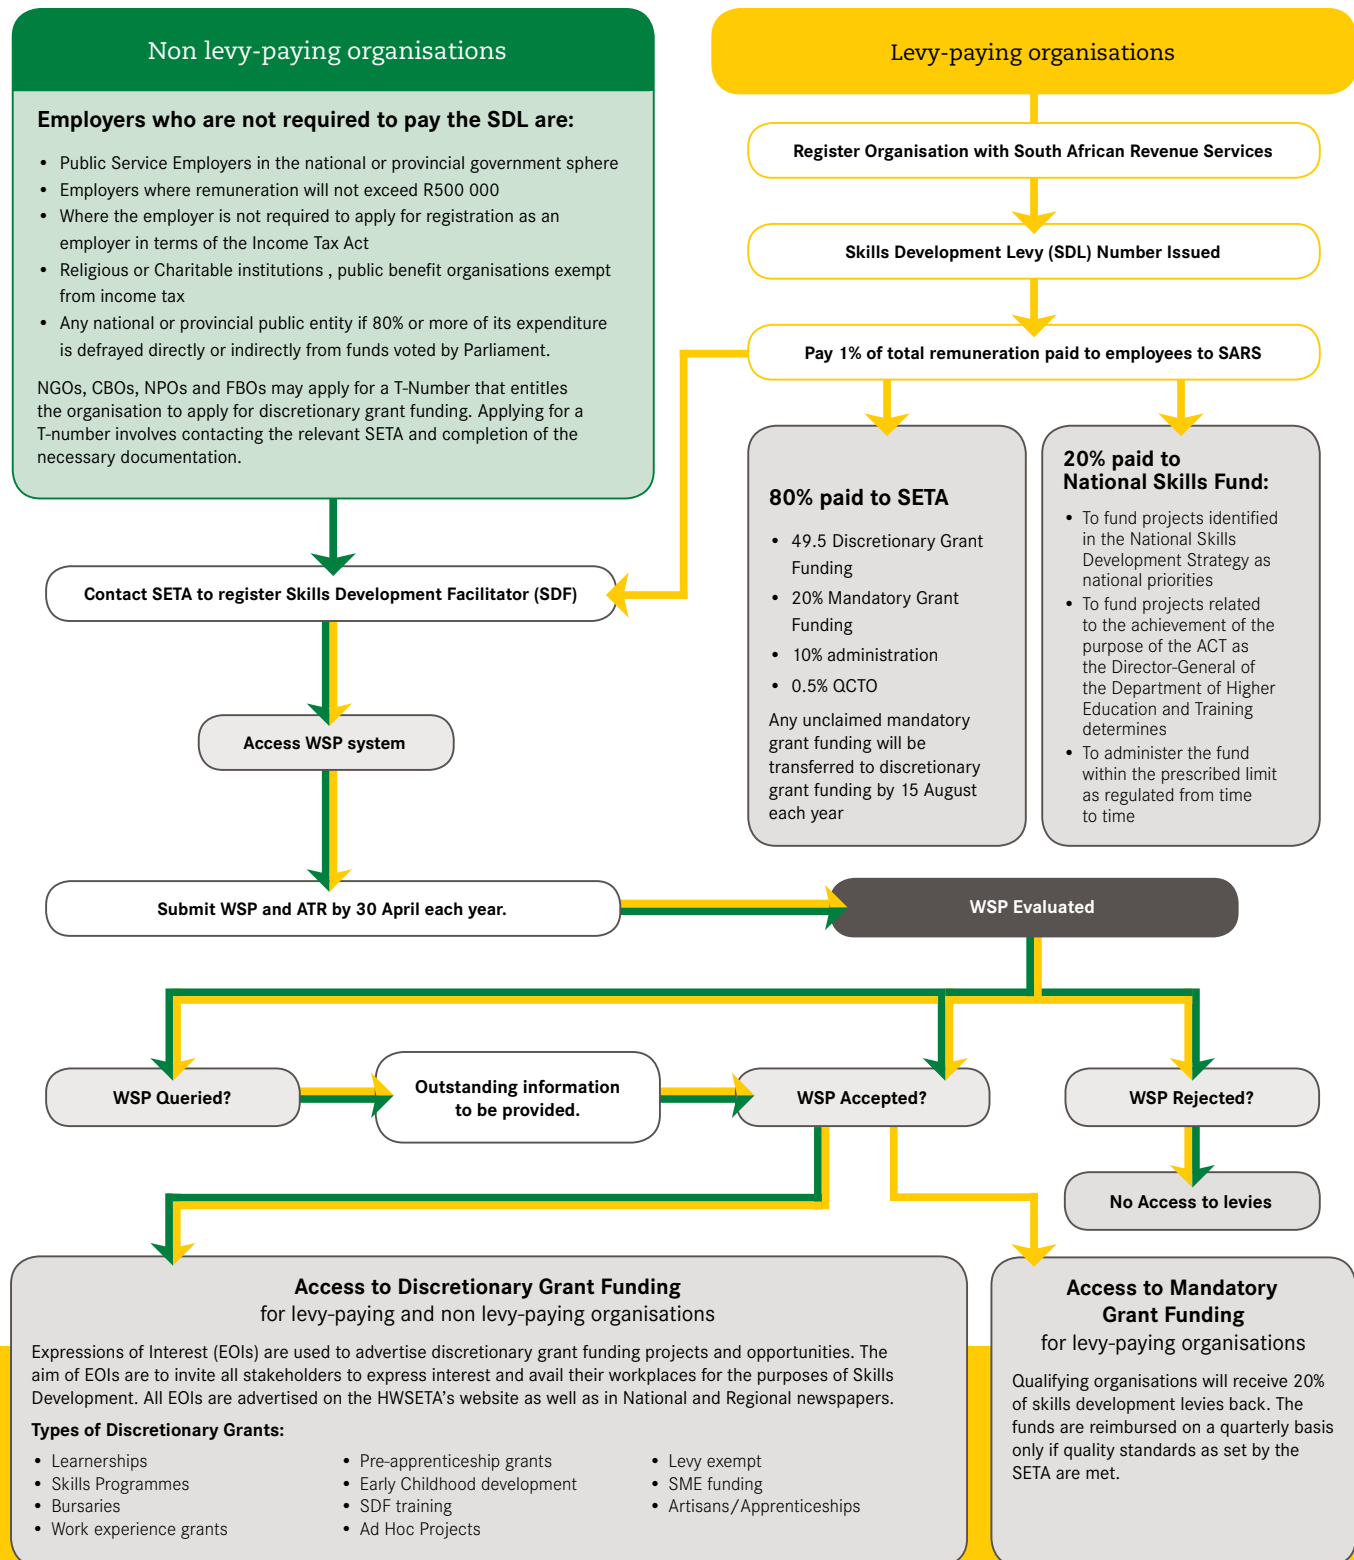 Non levy-paying organisations
Employers who are not required to pay the SDL are:
• Public Service Employers in the national or provincial government sphere
• Employers where remuneration will not exceed R500 000
• Where the employer is not required to apply for registration as an
employer in terms of the Income Tax Act
• Religious or Charitable institutions , public benefit organisations exempt
from income tax
• Any national or provincial public entity if 80% or more of its expenditure
is defrayed directly or indirectly from funds voted by Parliament.
NGOs, CBOs, NPOs and FBOs may apply for a T-Number that entitles
the organisation to apply for discretionary grant funding. Applying for a
T-number involves contacting the relevant SETA and completion of the
necessary documentation.
Levy-paying organisations
Register Organisation with South African Revenue Services
Skills Development Levy (SDL) Number Issued
Pay 1% of total remuneration paid to employees to SARS
80% paid to SETA
• 49.5 Discretionary Grant
Funding
• 20% Mandatory Grant
Funding
• 10% administration
• 0.5% QCTO
Any unclaimed mandatory
grant funding will be
transferred to discretionary
grant funding by 15 August
each year
20% paid to
National Skills Fund:
• To fund projects identified
in the National Skills
Development Strategy as
national priorities
• To fund projects related
to the achievement of the
purpose of the ACT as
the Director-General of
the Department of Higher
Education and Training
determines
• To administer the fund
within the prescribed limit
as regulated from time
to time
Contact SETA to register Skills Development Facilitator (SDF)
Access WSP system
Submit WSP and ATR by 30 April each year.
WSP Evaluated
WSP Queried?
Outstanding information
to be provided.
WSP Accepted?
WSP Rejected?
No Access to levies
Access to Discretionary Grant Funding
for levy-paying and non levy-paying organisations
Expressions of Interest (EOIs) are used to advertise discretionary grant funding projects and opportunities. The
aim of EOIs are to invite all stakeholders to express interest and avail their workplaces for the purposes of Skills
Development. All EOIs are advertised on the HWSETA's website as well as in National and Regional newspapers.
Types of Discretionary Grants:
• Learnerships
• Skills Programmes
• Bursaries
• Work experience grants
• Pre-apprenticeship grants
• Early Childhood development
• SDF training
• Ad Hoc Projects
• Levy exempt
• SME funding
• Artisans/Apprenticeships
Access to Mandatory
Grant Funding
for levy-paying organisations
Qualifying organisations will receive 20%
of skills development levies back. The
funds are reimbursed on a quarterly basis
only if quality standards as set by the
SETA are met.